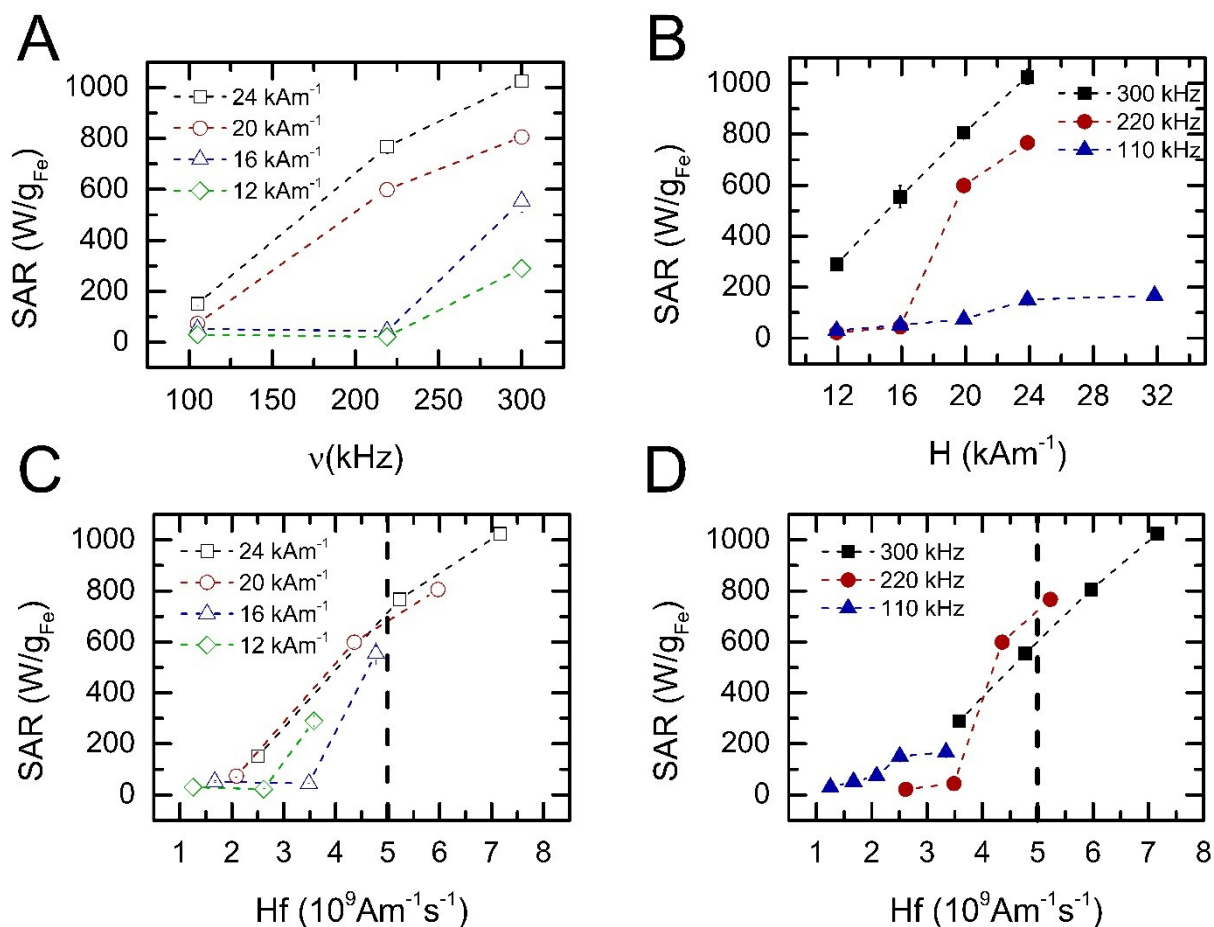 A
SAR (W/gFe)
1000
800
600
400
200
0
24 kAm⁻¹
20 kAm⁻¹
16 kAm⁻¹
12 kAm⁻¹
100
150
200
250
300
ν(kHz)
B
SAR (W/gFe)
1000
800
600
400
200
0
300 kHz
220 kHz
110 kHz
12
16
20
24
28
32
H (kAm⁻¹)
C
SAR (W/gFe)
1000
800
600
400
200
0
24 kAm⁻¹
20 kAm⁻¹
16 kAm⁻¹
12 kAm⁻¹
1
2
3
4
5
6
7
8
Hf (10⁹Am⁻¹s⁻¹)
D
SAR (W/gFe)
1000
800
600
400
200
0
300 kHz
220 kHz
110 kHz
1
2
3
4
5
6
7
8
Hf (10⁹Am⁻¹s⁻¹)